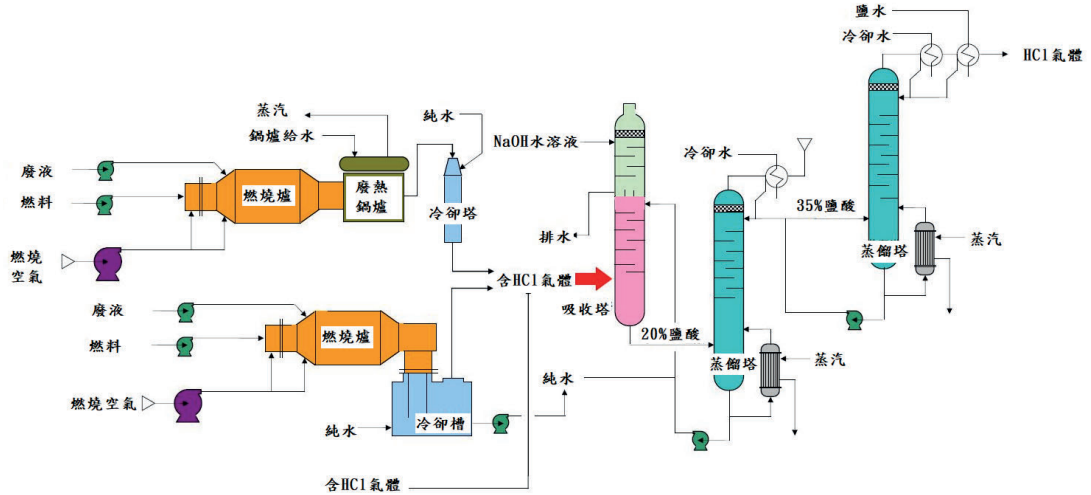 鹽水
冷卻水
HCl氣體
蒸汽
純水
鍋爐給水
NaOH水溶液
冷卻水
廢液
燃燒爐
廢熱
鍋爐
燃料
冷卻塔
35%鹽酸
排水
蒸餾塔
蒸汽
燃燒
空氣
含HCl氣體
吸收塔
廢液
燃燒爐
20%鹽酸
燃料
蒸餾塔
蒸汽
純水
燃燒空氣
純水
冷卻槽
含HCl氣體